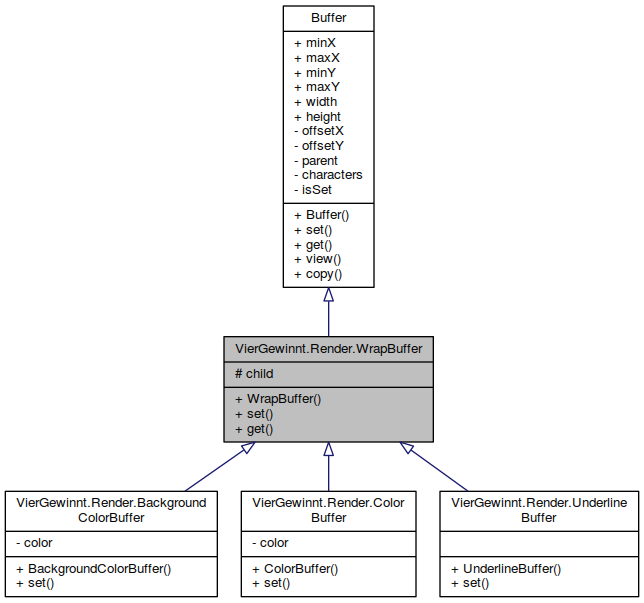 Buffer
+ minX
+ maxX
+ minY
+ maxY
+ width
+ height
- offsetX
- offsetY
- parent
- characters
- isSet
+ Buffer()
+ set()
+ get()
+ view()
+ copy()
VierGewinnt.Render.WrapBuffer
# child
+ WrapBuffer()
+ set()
+ get()
VierGewinnt.Render.Background
ColorBuffer
- color
+ BackgroundColorBuffer()
+ set()
VierGewinnt.Render.Color
Buffer
- color
+ ColorBuffer()
+ set()
VierGewinnt.Render.Underline
Buffer
+ UnderlineBuffer()
+ set()